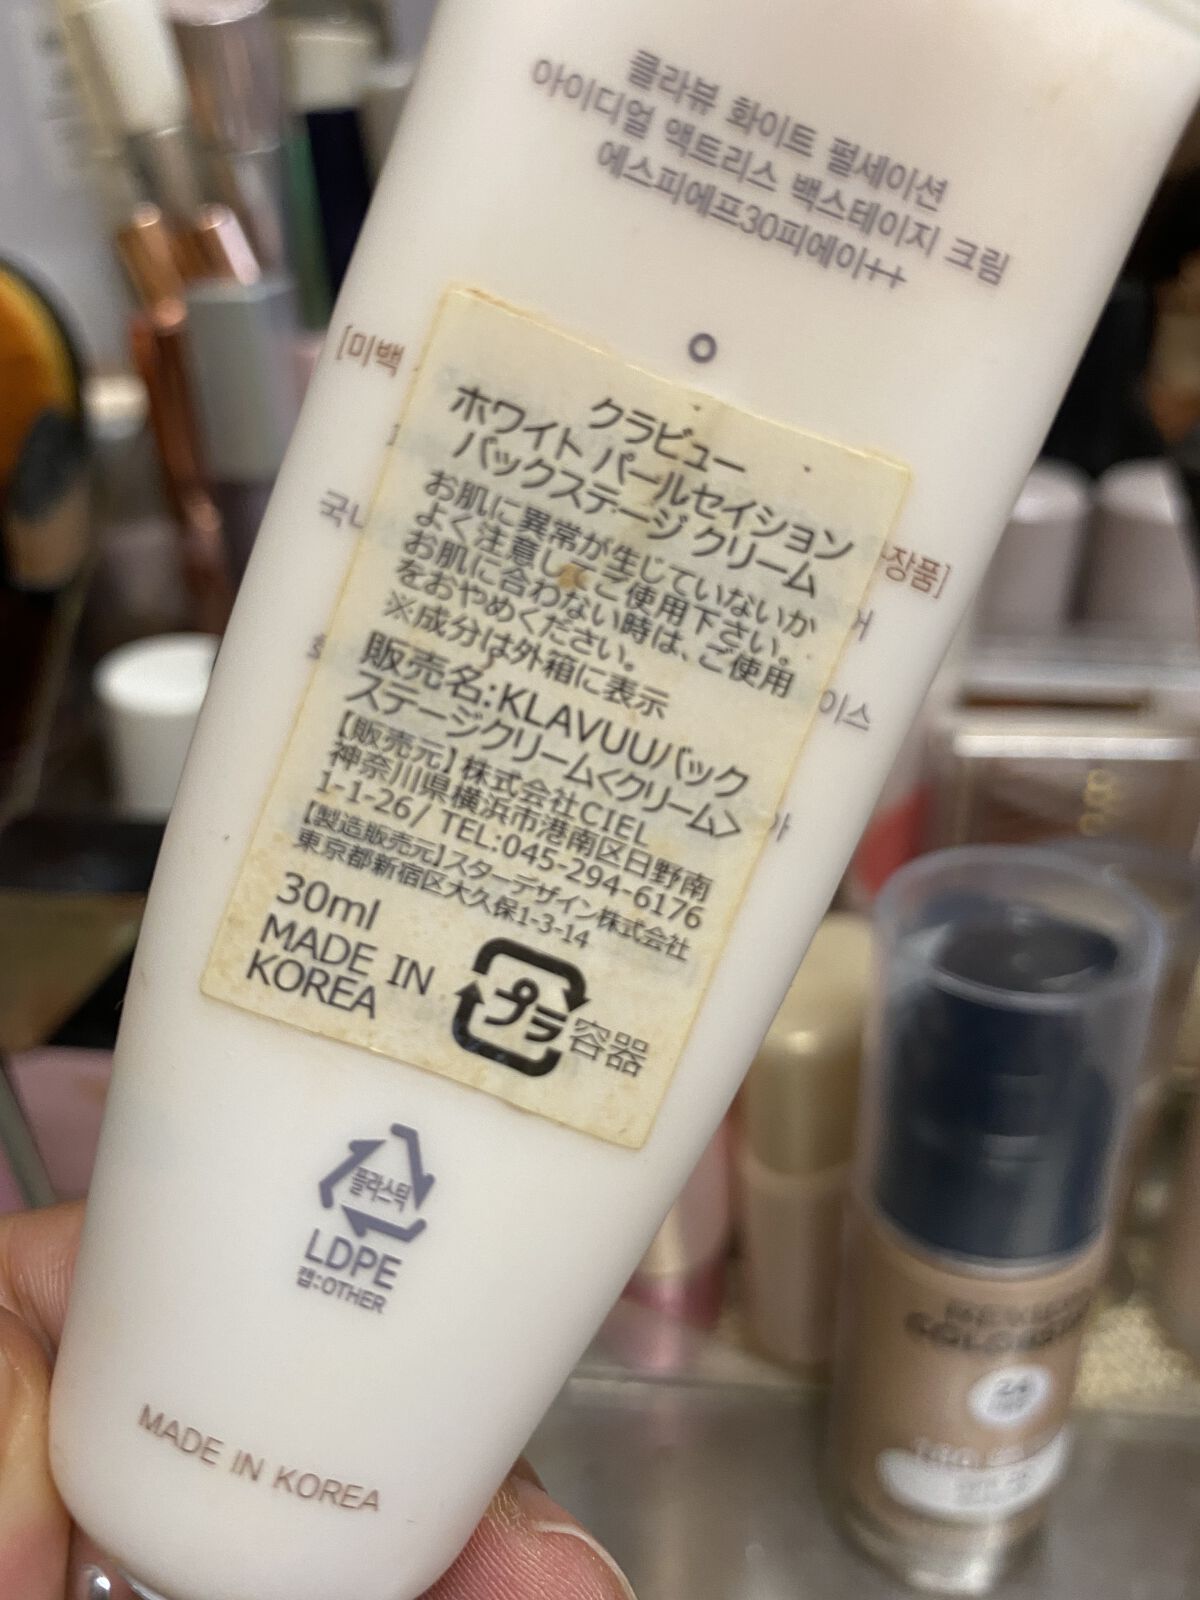 클라뷰 화이트 펄세이션
아이디얼 액트리스 백스테이지 크림
에스피에프30피에이++
[미백
장품]
국내
이스
クラビュー
ホワイト パールセイション
バックステージ クリーム
お肌に異常が生じていないか
よく注意してご使用下さい。
お肌に合わない時は、ご使用
をおやめください。
※成分は外箱に表示
販売名:KLAVUUバック
ステージクリーム<クリーム>
【販売元】株式会社CIEL
神奈川県横浜市港南区日野南
1-1-26/ TEL:045-294-6176
【製造販売元】スターデザイン株式会社
東京都新宿区大久保1-3-14
30ml
MADE IN
KOREA
プラ
容器
플라스틱
LDPE
캡:OTHER
MADE IN KOREA
24